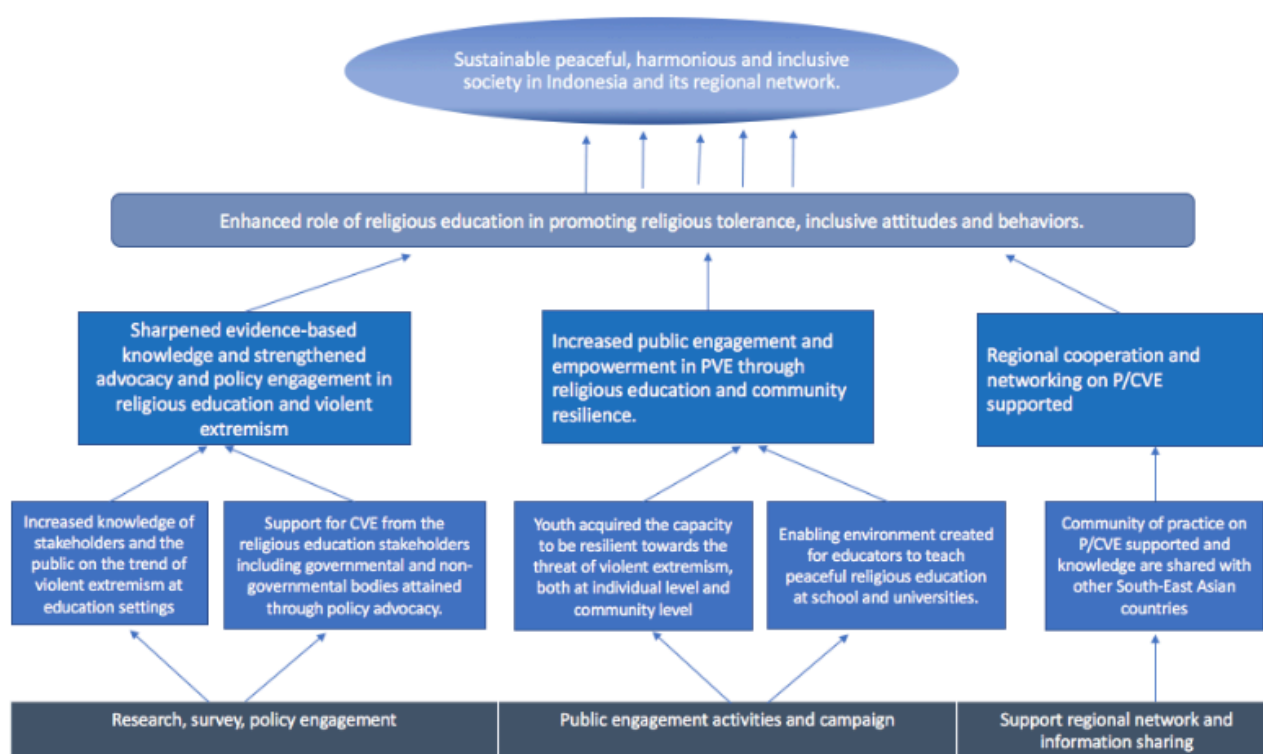 Sustainable peaceful, harmonious and inclusive
society in Indonesia and its regional network.
Enhanced role of religious education in promoting religious tolerance, inclusive attitudes and behaviors.
Sharpened evidence-based
knowledge and strengthened
advocacy and policy engagement in
religious education and violent
extremism
Increased public engagement and
empowerment in PVE through
religious education and community
resilience.
Regional cooperation and
networking on P/CVE
supported
Increased knowledge of
stakeholders and the
public on the trend of
violent extremism at
education settings
Support for CVE from the
religious education stakeholders
including governmental and non-
governmental bodies attained
through policy advocacy.
Youth acquired the capacity
to be resilient towards the
threat of violent extremism,
both at individual level and
community level
Enabling environment created
for educators to teach
peaceful religious education
at school and universities.
Community of practice on
P/CVE supported and
knowledge are shared with
other South-East Asian
countries
Research, survey, policy engagement
Public engagement activities and campaign
Support regional network and
information sharing